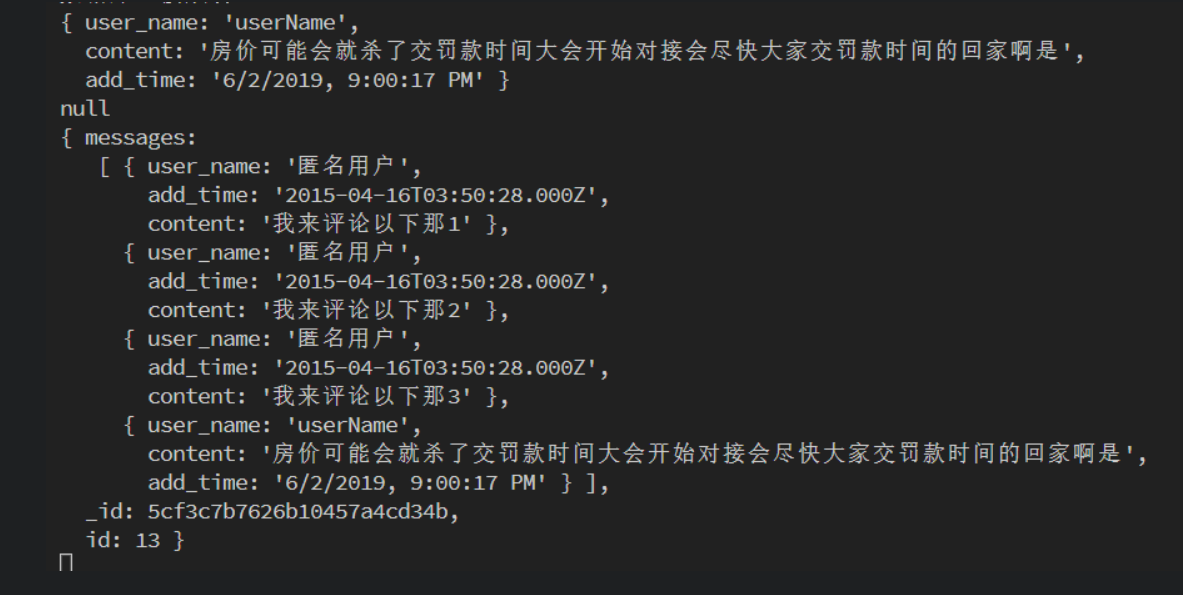 { user_name: 'userName',
content: '房价可能会就杀了交罚款时间大会开始对接会尽快大家交罚款时间的回家啊是',
add_time: '6/2/2019, 9:00:17 PM' }
null
{ messages:
[ { user_name: '匿名用户',
add_time: '2015-04-16T03:50:28.000Z',
content: '我来评论以下那1' },
{ user_name: '匿名用户',
add_time: '2015-04-16T03:50:28.000Z',
content: '我来评论以下那2' },
{ user_name: '匿名用户',
add_time: '2015-04-16T03:50:28.000Z',
content: '我来评论以下那3' },
{ user_name: 'userName',
content: '房价可能会就杀了交罚款时间大会开始对接会尽快大家交罚款时间的回家啊是',
add_time: '6/2/2019, 9:00:17 PM' } ],
_id: 5cf3c7b7626b10457a4cd34b,
id: 13 }